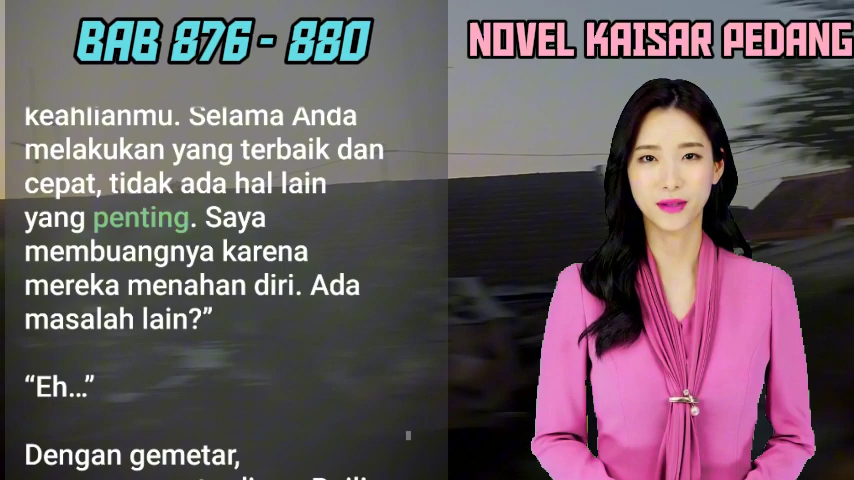 BAB 876 - 880
NOVEL KAISAR PEDANG
keahlianmu. Selama Anda
melakukan yang terbaik dan
cepat, tidak ada hal lain
yang penting. Saya
membuangnya karena
mereka menahan diri. Ada
masalah lain?”
“Eh...”
Dengan gemetar,